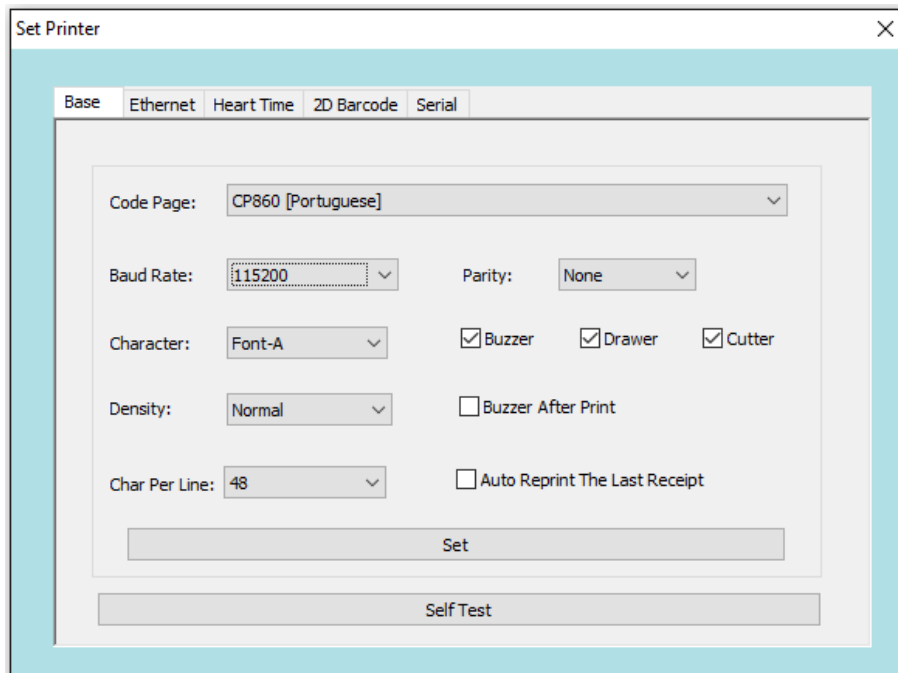 Set Printer
Base Ethernet Heart Time 2D Barcode Serial
Code Page: CP860 [Portuguese]
Baud Rate: 115200 Parity: None
Character: Font-A Buzzer Drawer Cutter
Density: Normal Buzzer After Print
Char Per Line: 48 Auto Reprint The Last Receipt
Set
Self Test